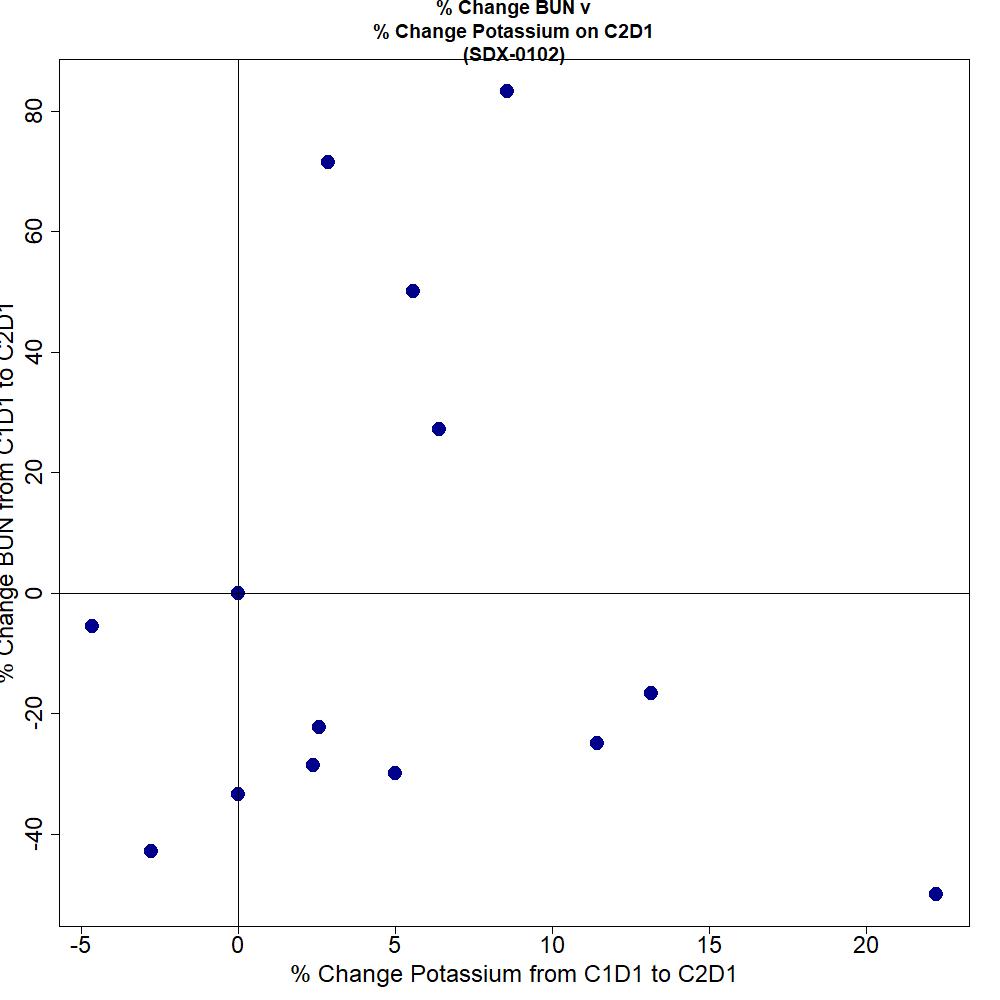 % Change BUN v
% Change Potassium on C2D1
(SDX-0102)
80
60
40
20
0
-20
-40
% Change BUN from C1D1 to C2D1
-5
0
5
10
15
20
% Change Potassium from C1D1 to C2D1